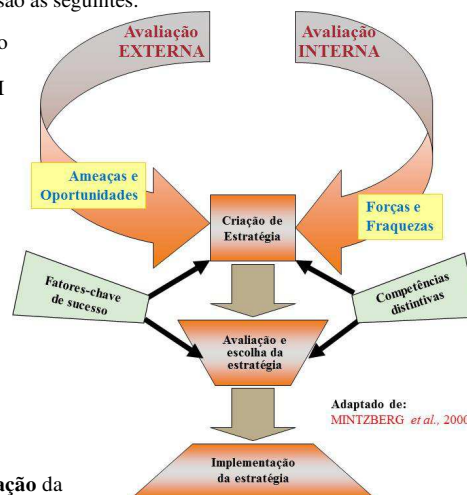 são as seguintes:
Avaliação
EXTERNA
Avaliação
INTERNA
Ameaças e
Oportunidades
Criação de
Estratégia
Forças e
Fraquezas
Fatores-chave
de sucesso
Competências
distintivas
Avaliação e
escolha da
estratégia
Adaptado de:
MINTZBERG et al., 2000
Implementação
da estratégia
ação da